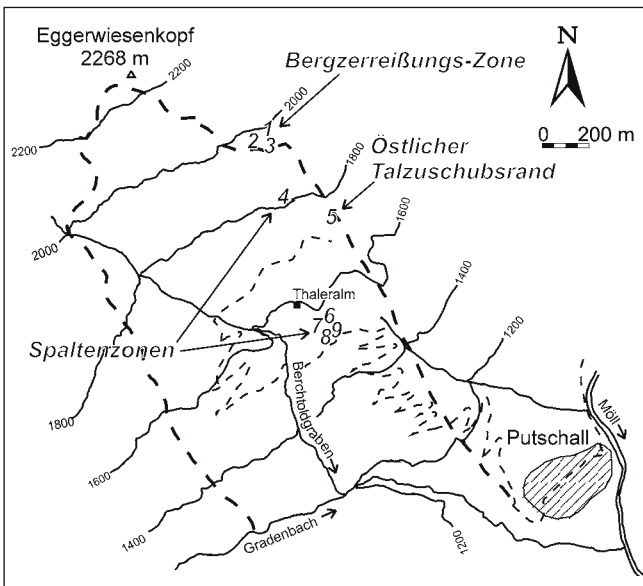 Eggerwiesenkopf
2268 m
2200
2000
Bergzerreißungs-Zone
N
0 200 m
2200
2
1
3
Östlicher
Talzuschubsrand
1800
4
5
1600
2000
Thaleralm
1400
6
7
9
8
Spaltenzonen
1200
1800
Berchtoldgraben
Möll
Putschall
1600
1400
Gradenbach
1200